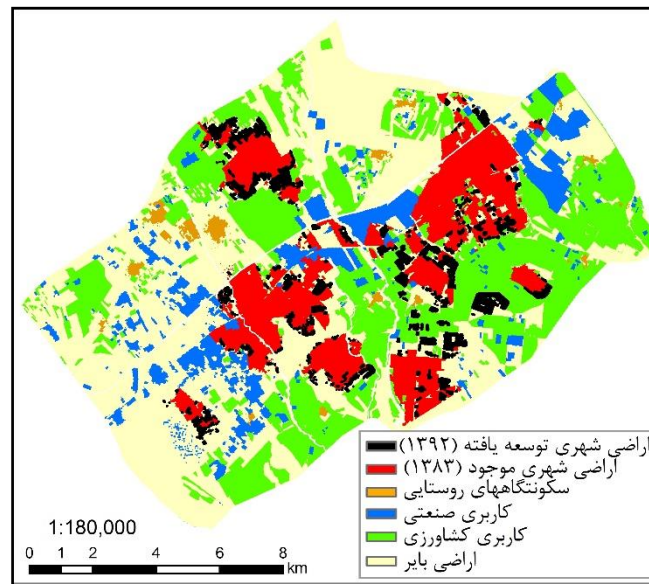 اراضی شهری توسعه یافته (۱۳۹۲)
اراضی شهری موجود (۱۳۸۳)
سکونتگاههای روستایی
کاربری صنعتی
کاربری کشاورزی
اراضی بایر
1:180,000
0 1 2 4 6 8
km